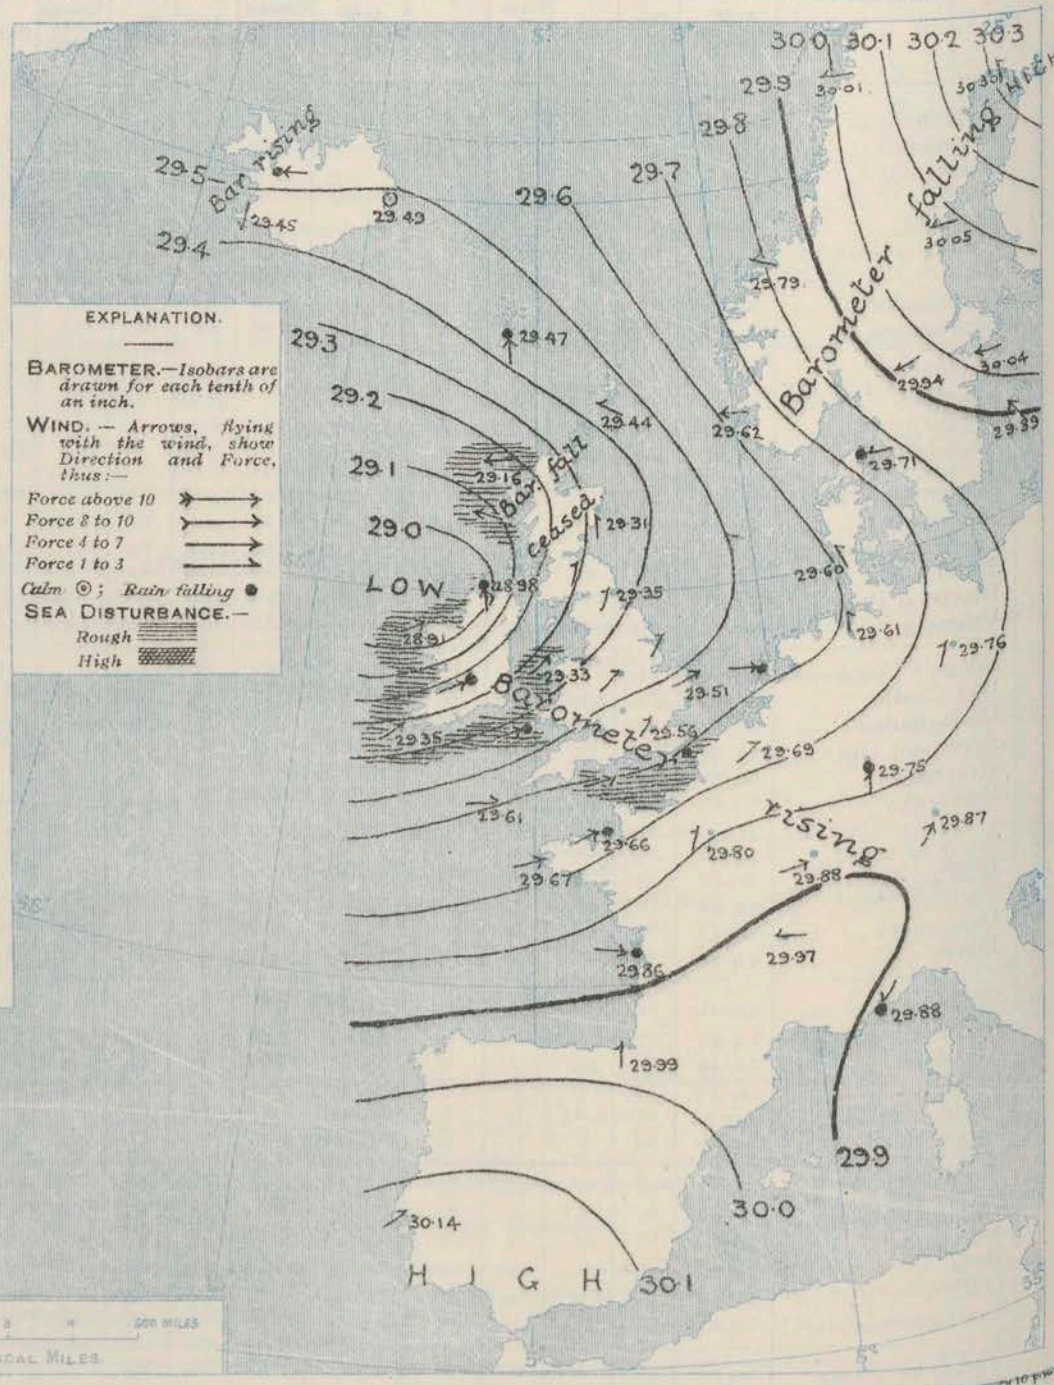 30·0 30·1 30·2 30·3
HIGH
29·9
30·01
29·8
Bar. rising
29·5
29·7
29·6
29·45
29·49
29·4
falling
30·05
29·79
Barometer
EXPLANATION.
BAROMETER.—Isobars are
drawn for each tenth of
an inch.
WIND. — Arrows, flying
with the wind, show
Direction and Force,
thus:—
Force above 10
Force 8 to 10
Force 4 to 7
Force 1 to 3
Calm ; Rain falling
SEA DISTURBANCE.—
Rough
High
29·3
29·47
30·04
29·94
29·2
29·44
29·62
29·39
29·1
29·71
29·16
Bar. fall
ceased.
29·0
29·31
LOW
28·98
29·60
29·35
28·91
29·61
29·76
29·33
29·51
Barometer
29·35
29·56
29·69
29·75
rising
29·61
29·87
29·66
29·80
29·67
29·88
29·86
29·97
29·88
29·99
29·9
30·0
30·14
HIGH
30·1
500 MILES
MILES
5°
5°
35°